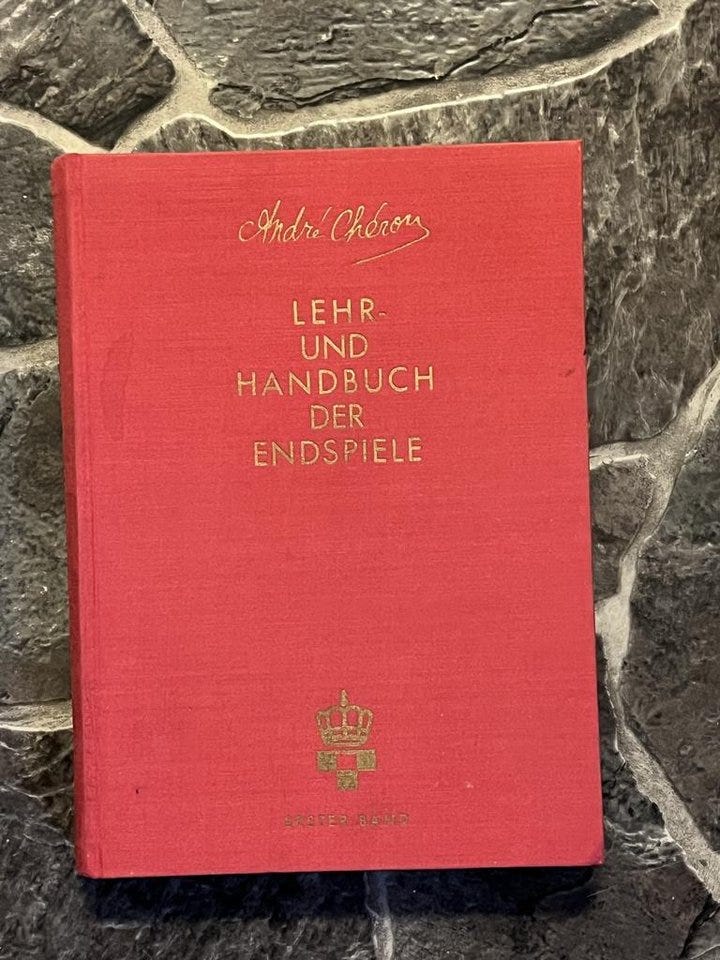 André Chéron
LEHR-
UND
HANDBUCH
DER
ENDSPIELE
ERSTER BAND